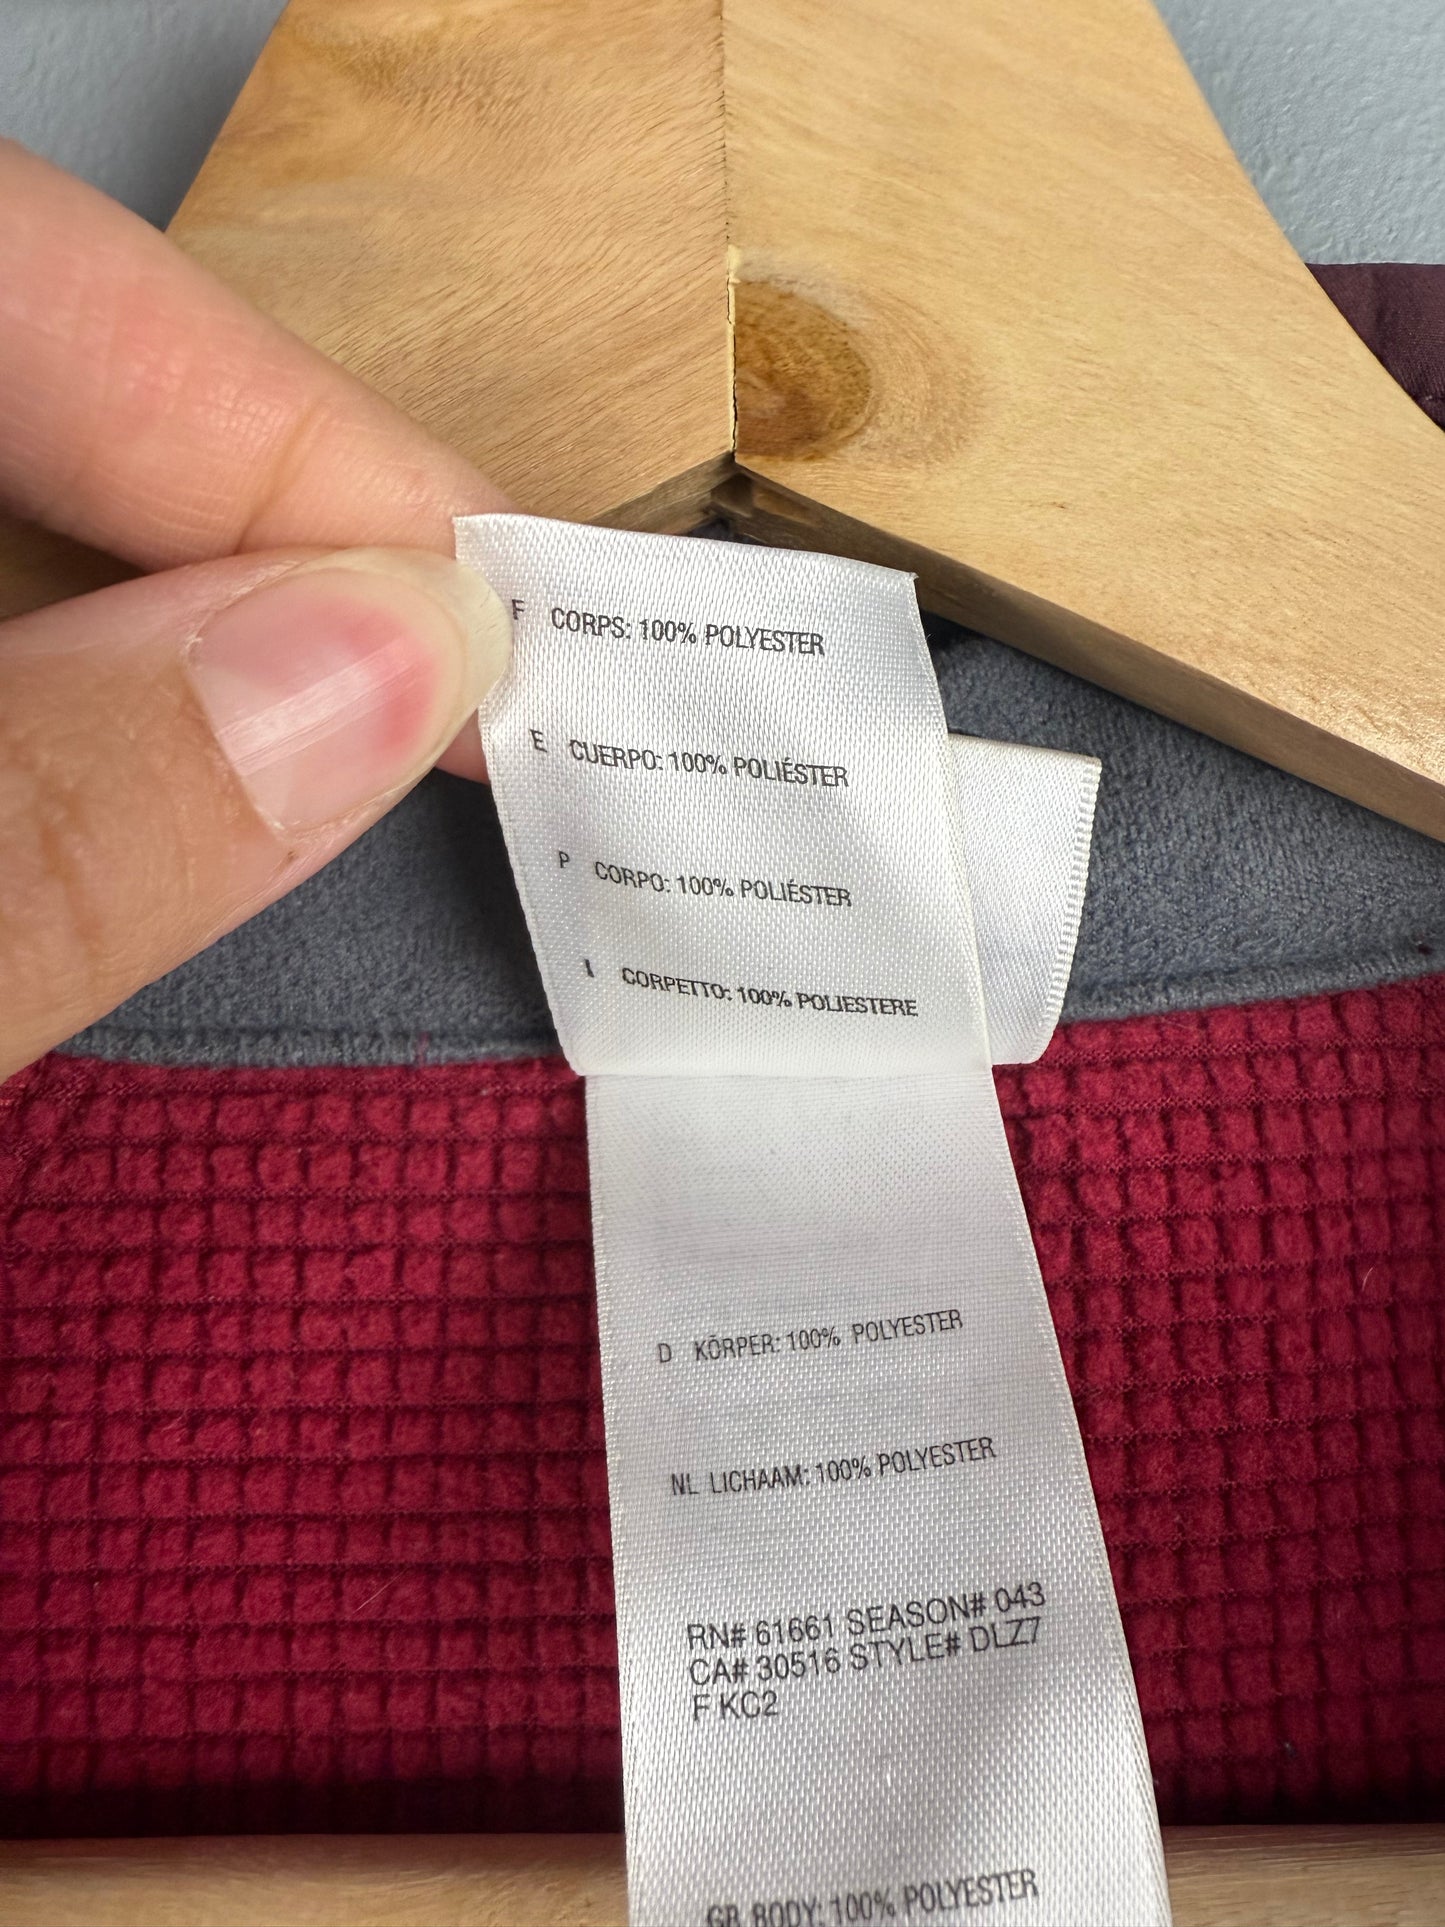 F CORPS: 100% POLYESTER
E CUERPO: 100% POLIÉSTER
P CORPO: 100% POLIÉSTER
I CORPETTO: 100% POLIESTERE
D KÖRPER: 100% POLYESTER
NL LICHAAM: 100% POLYESTER
RN# 61661 SEASON# 043
CA# 30516 STYLE# DLZ7
F KC2
GB BODY: 100% POLYESTER